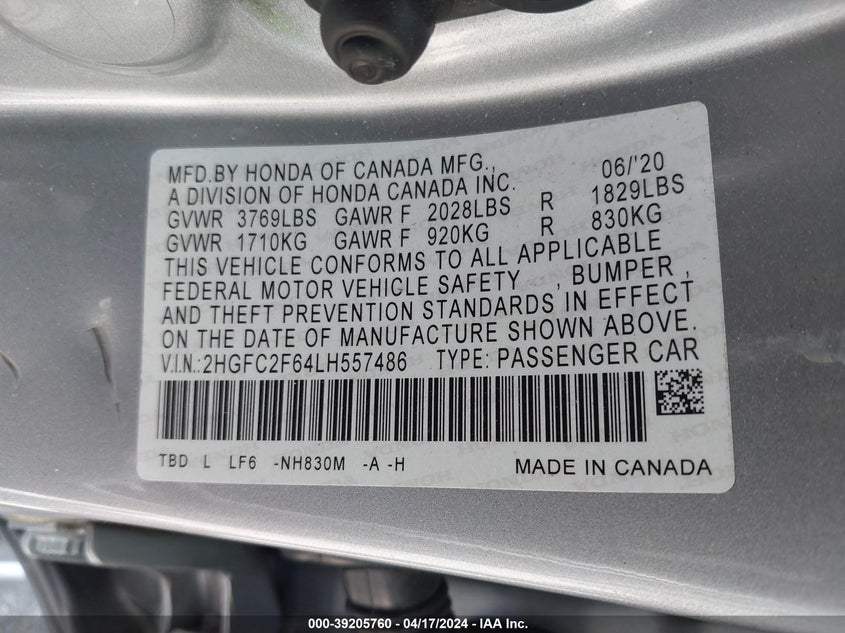 MFD.BY HONDA OF CANADA MFG., 06/'20
A DIVISION OF HONDA CANADA INC.
GVWR 3769LBS GAWR F 2028LBS R 1829LBS
GVWR 1710KG GAWR F 920KG R 830KG
THIS VEHICLE CONFORMS TO ALL APPLICABLE
FEDERAL MOTOR VEHICLE SAFETY , BUMPER ,
AND THEFT PREVENTION STANDARDS IN EFFECT
ON THE DATE OF MANUFACTURE SHOWN ABOVE.
V.I.N.:2HGFC2F64LH557486 TYPE: PASSENGER CAR
TBD L LF6 -NH830M -A -H MADE IN CANADA
000-39205760 - 04/17/2024 - IAA Inc.